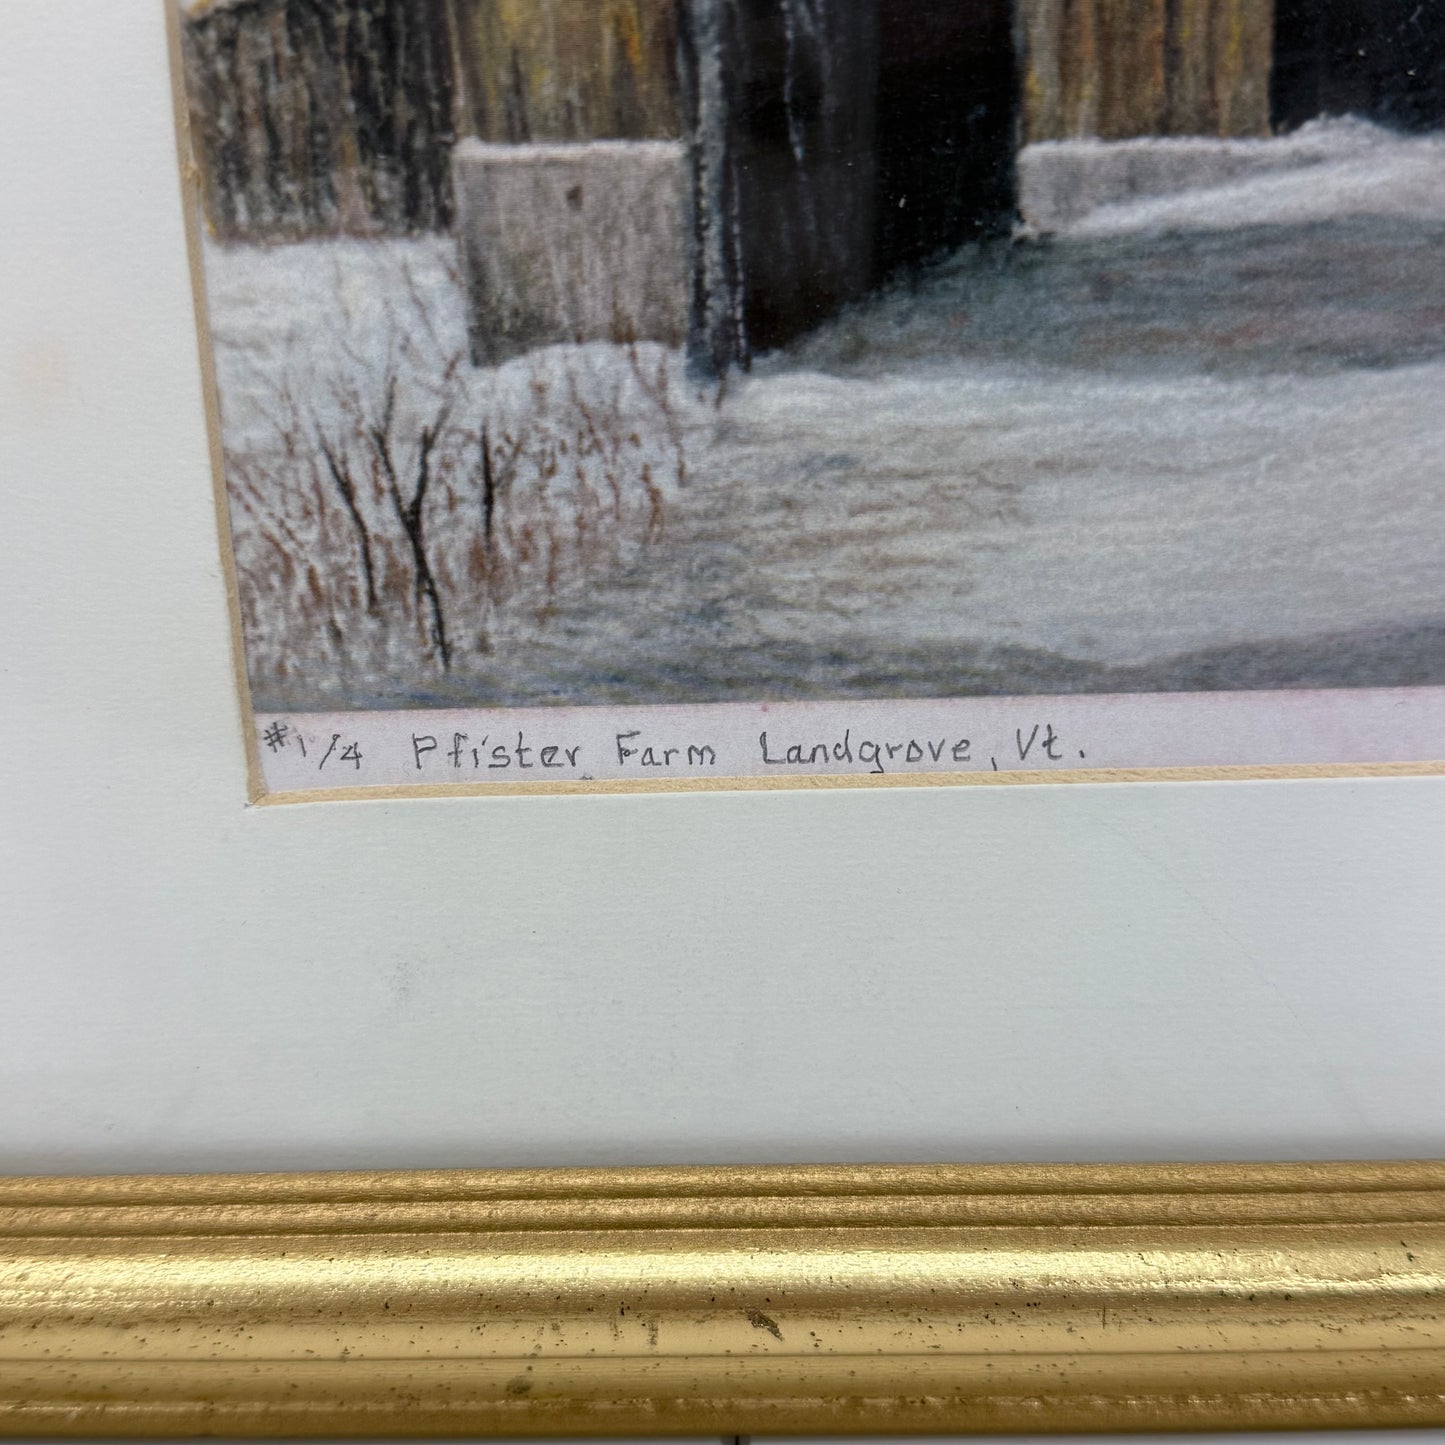 #1/4 Pfister Farm Landgrove, Vt.